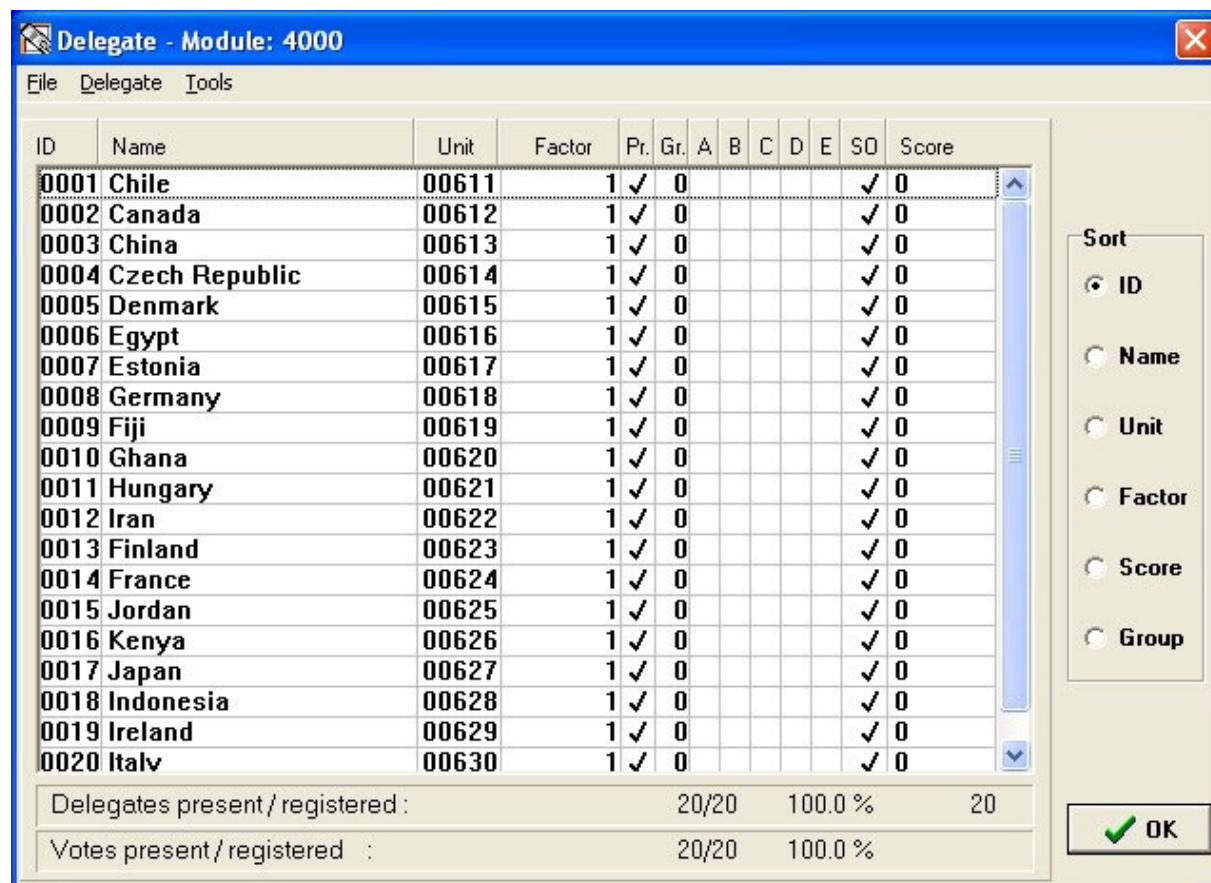 Delegate - Module: 4000
File Delegate Tools
ID Name Unit Factor Pr. Gr. A B C D E SO Score
0001 Chile 00611 1 ✓ 0 ✓ 0
0002 Canada 00612 1 ✓ 0 ✓ 0
0003 China 00613 1 ✓ 0 ✓ 0
0004 Czech Republic 00614 1 ✓ 0 ✓ 0
0005 Denmark 00615 1 ✓ 0 ✓ 0
0006 Egypt 00616 1 ✓ 0 ✓ 0
0007 Estonia 00617 1 ✓ 0 ✓ 0
0008 Germany 00618 1 ✓ 0 ✓ 0
0009 Fiji 00619 1 ✓ 0 ✓ 0
0010 Ghana 00620 1 ✓ 0 ✓ 0
0011 Hungary 00621 1 ✓ 0 ✓ 0
0012 Iran 00622 1 ✓ 0 ✓ 0
0013 Finland 00623 1 ✓ 0 ✓ 0
0014 France 00624 1 ✓ 0 ✓ 0
0015 Jordan 00625 1 ✓ 0 ✓ 0
0016 Kenya 00626 1 ✓ 0 ✓ 0
0017 Japan 00627 1 ✓ 0 ✓ 0
0018 Indonesia 00628 1 ✓ 0 ✓ 0
0019 Ireland 00629 1 ✓ 0 ✓ 0
0020 Italy 00630 1 ✓ 0 ✓ 0
Delegates present / registered : 20/20 100.0 % 20
Votes present / registered : 20/20 100.0 %
Sort
ID
Name
Unit
Factor
Score
Group
OK